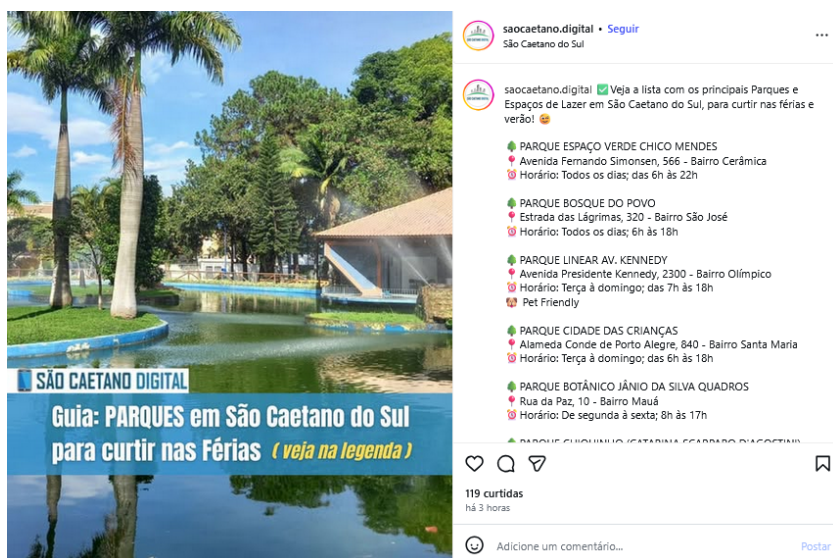 SÃO CAETANO DIGITAL
Guia: PARQUES em São Caetano do Sul
para curtir nas Férias ( veja na legenda )
saocaetano.digital • Seguir
São Caetano do Sul
saocaetano.digital ✅ Veja a lista com os principais Parques e
Espaços de Lazer em São Caetano do Sul, para curtir nas férias e
verão! 🥰
🌳 PARQUE ESPAÇO VERDE CHICO MENDES
📍 Avenida Fernando Simonsen, 566 - Bairro Cerâmica
⏰ Horário: Todos os dias; das 6h às 22h
🌳 PARQUE BOSQUE DO POVO
📍 Estrada das Lágrimas, 320 - Bairro São José
⏰ Horário: Todos os dias; 6h às 18h
🌳 PARQUE LINEAR AV. KENNEDY
📍 Avenida Presidente Kennedy, 2300 - Bairro Olímpico
⏰ Horário: Terça à domingo; das 7h às 18h
🐶 Pet Friendly
🌳 PARQUE CIDADE DAS CRIANÇAS
📍 Alameda Conde de Porto Alegre, 840 - Bairro Santa Maria
⏰ Horário: Terça à domingo; das 6h às 18h
🌳 PARQUE BOTÂNICO JÂNIO DA SILVA QUADROS
📍 Rua da Paz, 10 - Bairro Mauá
⏰ Horário: De segunda à sexta; 8h às 17h
🌳 PARQUE CHIQUINHO (CATARINA SCARPARO D'AGOSTINI)
119 curtidas
há 3 horas
Adicione um comentário...
Postar